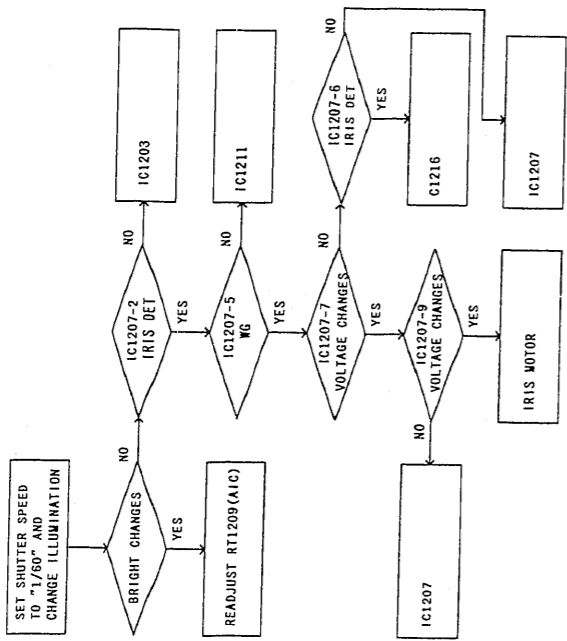 SET SHUTTER SPEED
TO "1/60" AND
CHANGE ILLUMINATION
BRIGHT CHANGES
NO
YES
READJUST RT1209(AIC)
IC1207-2
IRIS DET
NO
YES
IC1203
IC1207-5
WG
NO
YES
IC1211
IC1207-7
VOLTAGE CHANGES
NO
YES
IC1207-6
IRIS DET
NO
YES
C1216
IC1207
IC1207-9
VOLTAGE CHANGES
NO
YES
IC1207
IRIS MOTOR